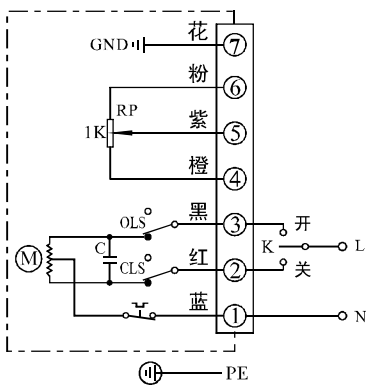 花
GND ⑦
粉
⑥
RP
1K 紫
⑤
橙
④
OLS 黑
③ 开
C K L
M CLS 红
② 关
蓝
① N
PE